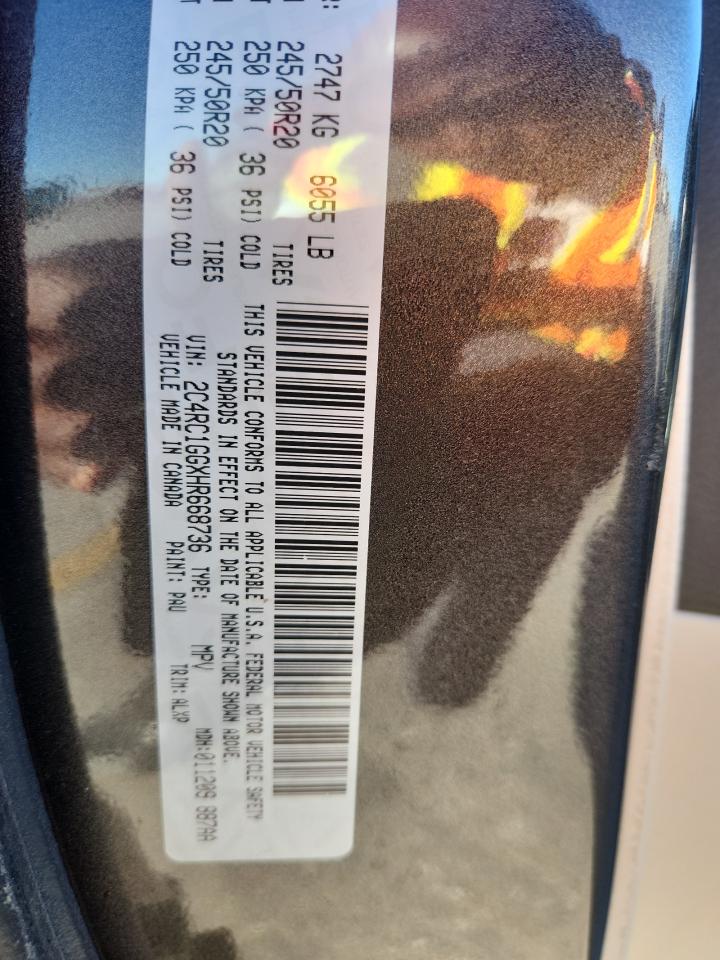 : 2747 KG 6055 LB
245/50R20 TIRES
250 KPA ( 36 PSI) COLD
245/50R20 TIRES
250 KPA ( 36 PSI) COLD
THIS VEHICLE CONFORMS TO ALL APPLICABLE U.S.A. FEDERAL MOTOR VEHICLE SAFETY
STANDARDS IN EFFECT ON THE DATE OF MANUFACTURE SHOWN ABOVE.
VIN: 2C4RC1GGXHR668736 TYPE: MPV MDH:011209 887AA
VEHICLE MADE IN CANADA PAINT: PAU TRIM: ALXP